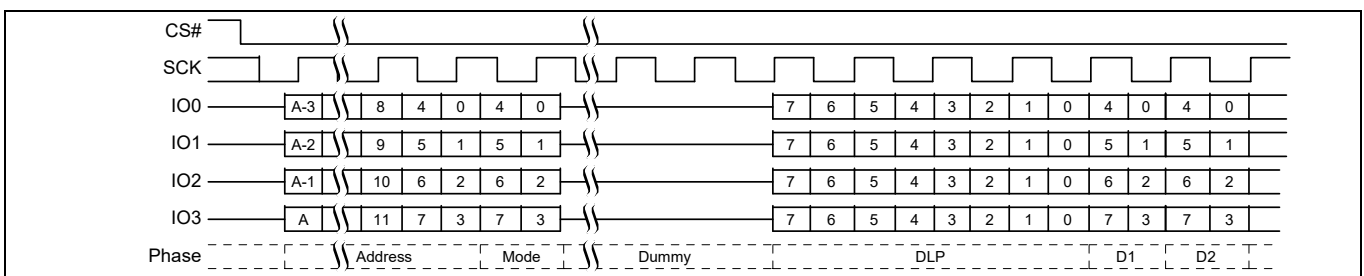 CS#
SCK
IO0 A-3 8 4 0 4 0 7 6 5 4 3 2 1 0 4 0 4 0
IO1 A-2 9 5 1 5 1 7 6 5 4 3 2 1 0 5 1 5 1
IO2 A-1 10 6 2 6 2 7 6 5 4 3 2 1 0 6 2 6 2
IO3 A 11 7 3 7 3 7 6 5 4 3 2 1 0 7 3 7 3
Phase Address Mode Dummy DLP D1 D2